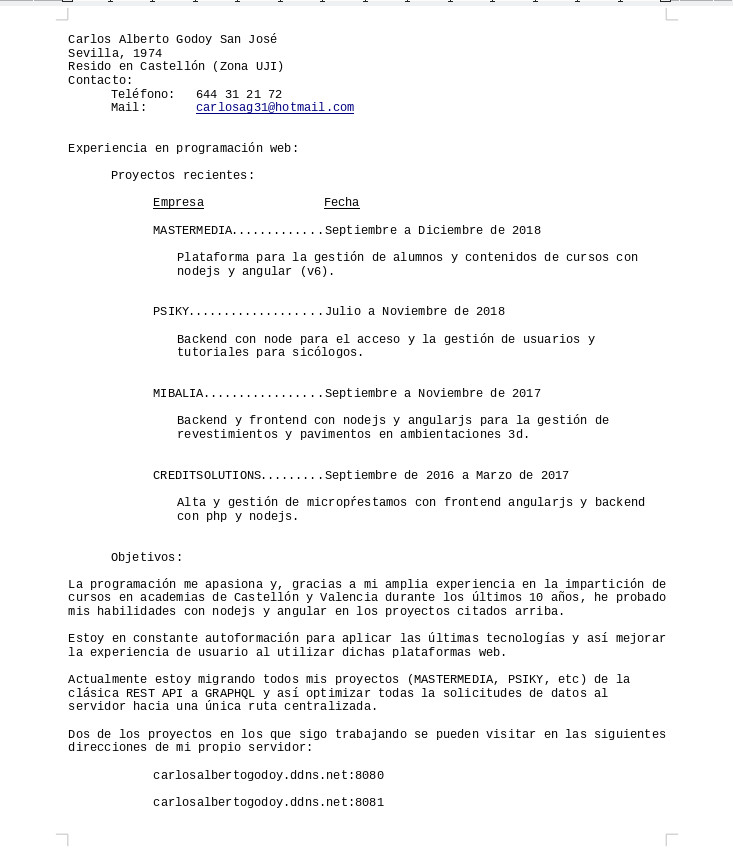 Carlos Alberto Godoy San José
Sevilla, 1974
Resido en Castellón (Zona UJI)
Contacto:
Teléfono: 644 31 21 72
Mail: carlosag31@hotmail.com
Experiencia en programación web:
Proyectos recientes:
Empresa Fecha
MASTERMEDIA.............Septiembre a Diciembre de 2018
Plataforma para la gestión de alumnos y contenidos de cursos con
nodejs y angular (v6).
PSIKY...................Julio a Noviembre de 2018
Backend con node para el acceso y la gestión de usuarios y
tutoriales para sicólogos.
MIBALIA.................Septiembre a Noviembre de 2017
Backend y frontend con nodejs y angularjs para la gestión de
revestimientos y pavimentos en ambientaciones 3d.
CREDITSOLUTIONS.........Septiembre de 2016 a Marzo de 2017
Alta y gestión de micropŕestamos con frontend angularjs y backend
con php y nodejs.
Objetivos:
La programación me apasiona y, gracias a mi amplia experiencia en la impartición de
cursos en academias de Castellón y Valencia durante los últimos 10 años, he probado
mis habilidades con nodejs y angular en los proyectos citados arriba.
Estoy en constante autoformación para aplicar las últimas tecnologías y así mejorar
la experiencia de usuario al utilizar dichas plataformas web.
Actualmente estoy migrando todos mis proyectos (MASTERMEDIA, PSIKY, etc) de la
clásica REST API a GRAPHQL y así optimizar todas la solicitudes de datos al
servidor hacia una única ruta centralizada.
Dos de los proyectos en los que sigo trabajando se pueden visitar en las siguientes
direcciones de mi propio servidor:
carlosalbertogodoy.ddns.net:8080
carlosalbertogodoy.ddns.net:8081